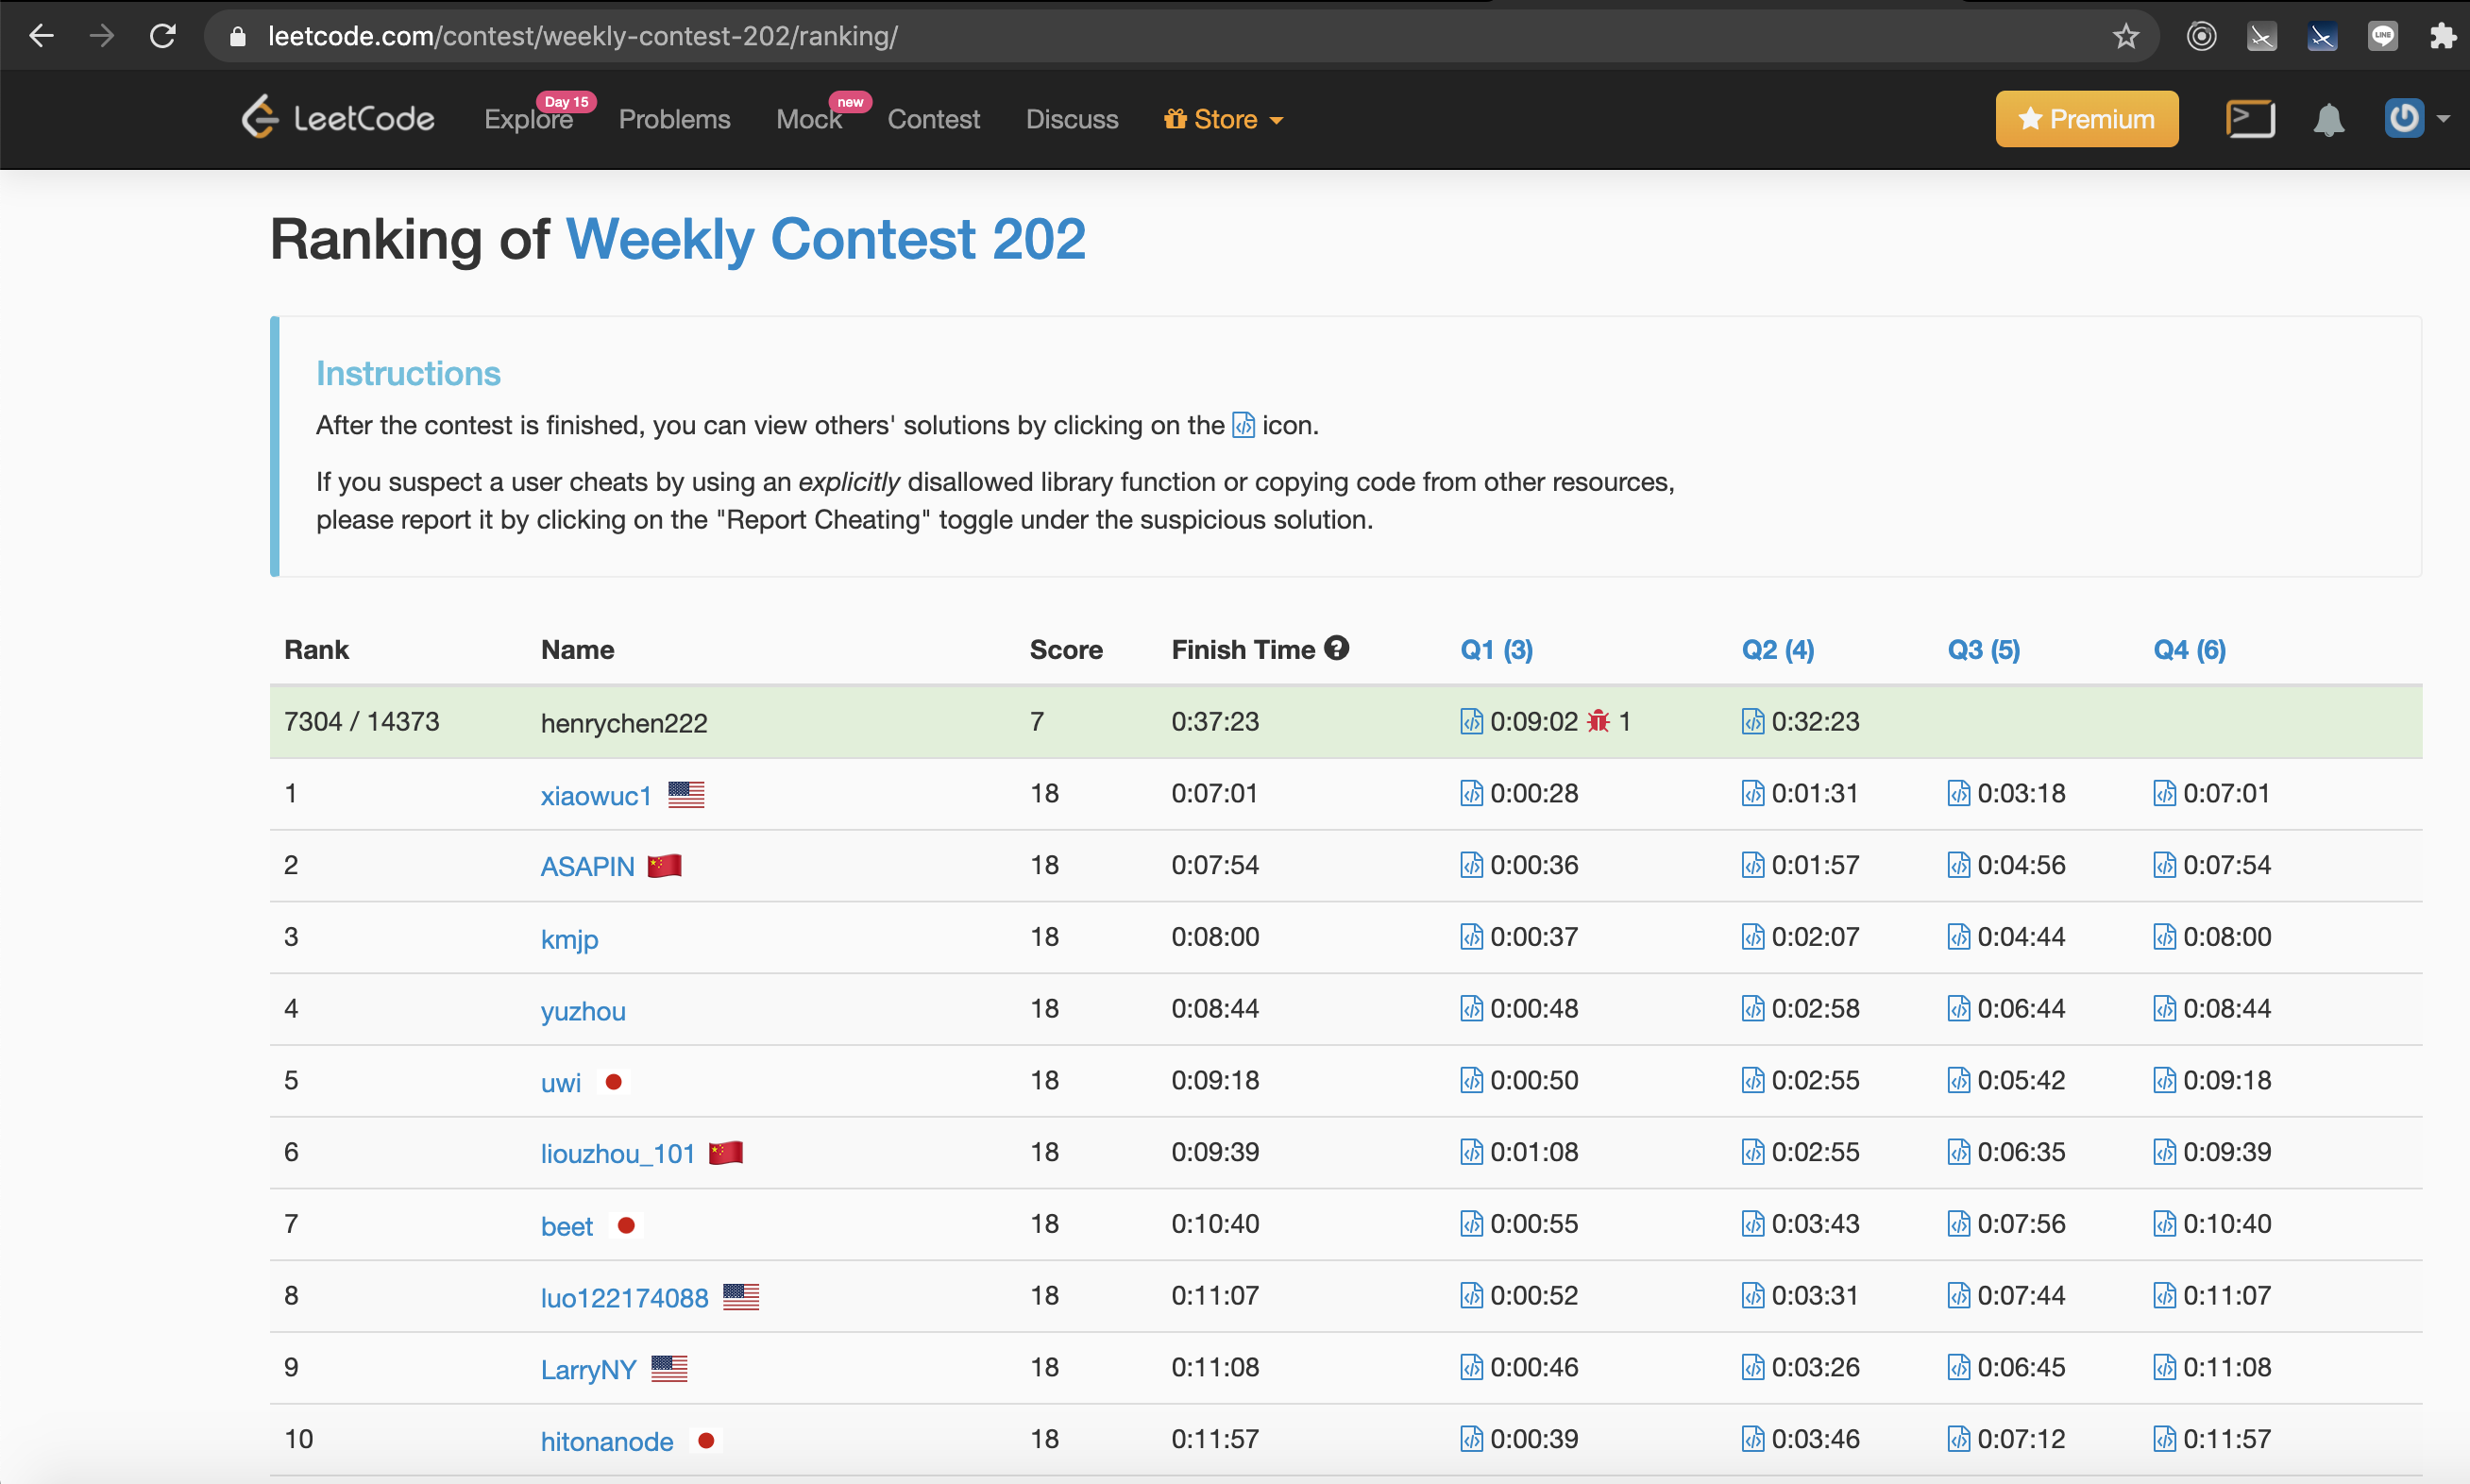 leetcode.com/contest/weekly-contest-202/ranking/
LINE
LeetCode Explore Day 15 Problems Mock new Contest Discuss Store Premium
Ranking of Weekly Contest 202
Instructions
After the contest is finished, you can view others' solutions by clicking on the icon.
If you suspect a user cheats by using an explicitly disallowed library function or copying code from other resources,
please report it by clicking on the "Report Cheating" toggle under the suspicious solution.
Rank Name Score Finish Time Q1 (3) Q2 (4) Q3 (5) Q4 (6)
7304 / 14373 henrychen222 7 0:37:23 0:09:02 1 0:32:23
1 xiaowuc1 18 0:07:01 0:00:28 0:01:31 0:03:18 0:07:01
2 ASAPIN 18 0:07:54 0:00:36 0:01:57 0:04:56 0:07:54
3 kmjp 18 0:08:00 0:00:37 0:02:07 0:04:44 0:08:00
4 yuzhou 18 0:08:44 0:00:48 0:02:58 0:06:44 0:08:44
5 uwi 18 0:09:18 0:00:50 0:02:55 0:05:42 0:09:18
6 liouzhou_101 18 0:09:39 0:01:08 0:02:55 0:06:35 0:09:39
7 beet 18 0:10:40 0:00:55 0:03:43 0:07:56 0:10:40
8 luo122174088 18 0:11:07 0:00:52 0:03:31 0:07:44 0:11:07
9 LarryNY 18 0:11:08 0:00:46 0:03:26 0:06:45 0:11:08
10 hitonanode 18 0:11:57 0:00:39 0:03:46 0:07:12 0:11:57